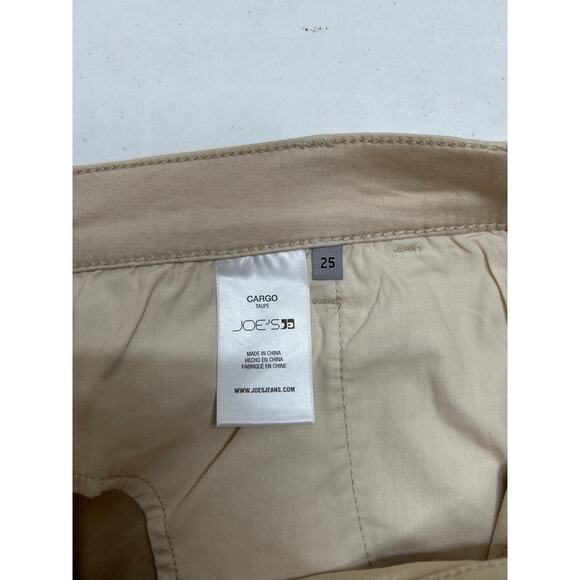 CARGO
TAUPE
JOE'S
MADE IN CHINA
HECHO EN CHINA
FABRIQUÉ EN CHINE
WWW.JOESJEANS.COM
25